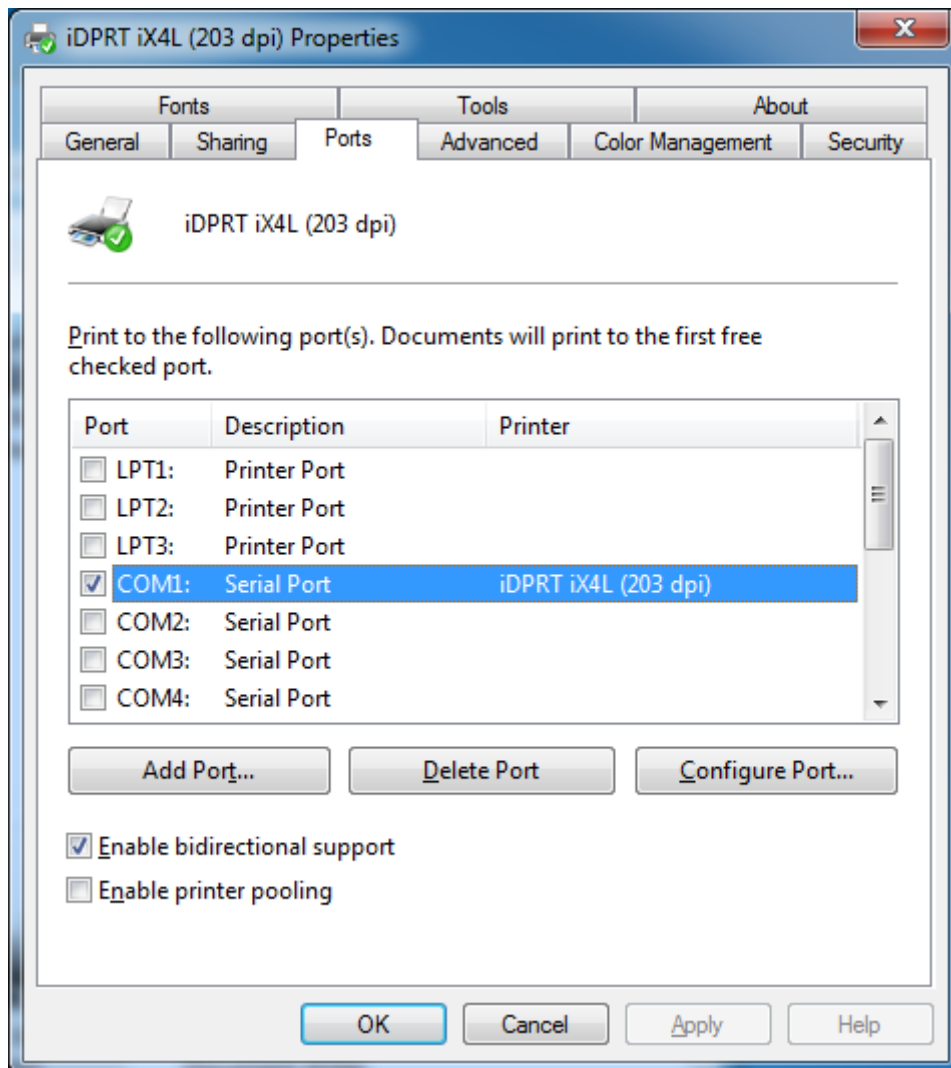 iDPRT iX4L (203 dpi) Properties
Fonts Tools About
General Sharing Ports Advanced Color Management Security
iDPRT iX4L (203 dpi)
Print to the following port(s). Documents will print to the first free
checked port.
Port Description Printer
LPT1: Printer Port
LPT2: Printer Port
LPT3: Printer Port
COM1: Serial Port iDPRT iX4L (203 dpi)
COM2: Serial Port
COM3: Serial Port
COM4: Serial Port
Add Port... Delete Port Configure Port...
Enable bidirectional support
Enable printer pooling
OK Cancel Apply Help